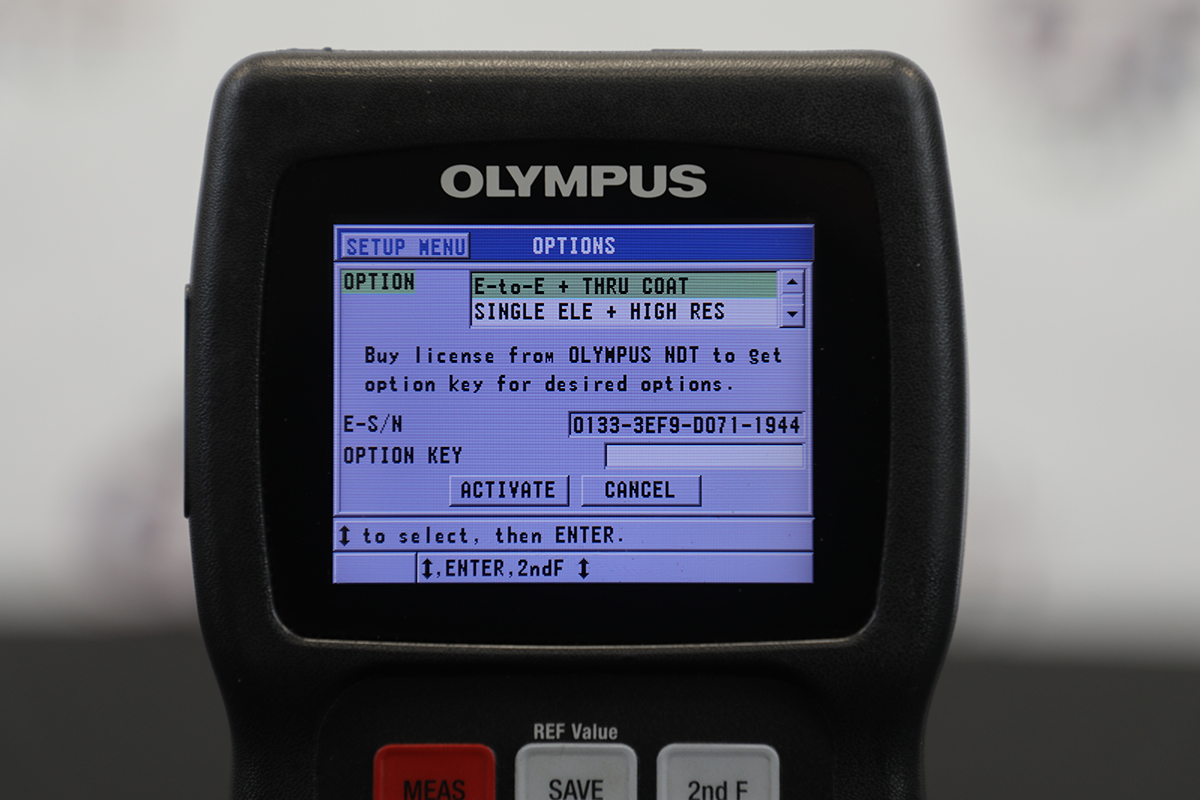 OLYMPUS
SETUP MENU OPTIONS
OPTION E-to-E + THRU COAT
SINGLE ELE + HIGH RES
Buy license from OLYMPUS NDT to get
option key for desired options.
E-S/N 0133-3EF9-D071-1944
OPTION KEY
ACTIVATE CANCEL
↕ to select, then ENTER.
↕,ENTER,2ndF ↕
REF Value
MEAS SAVE 2nd F